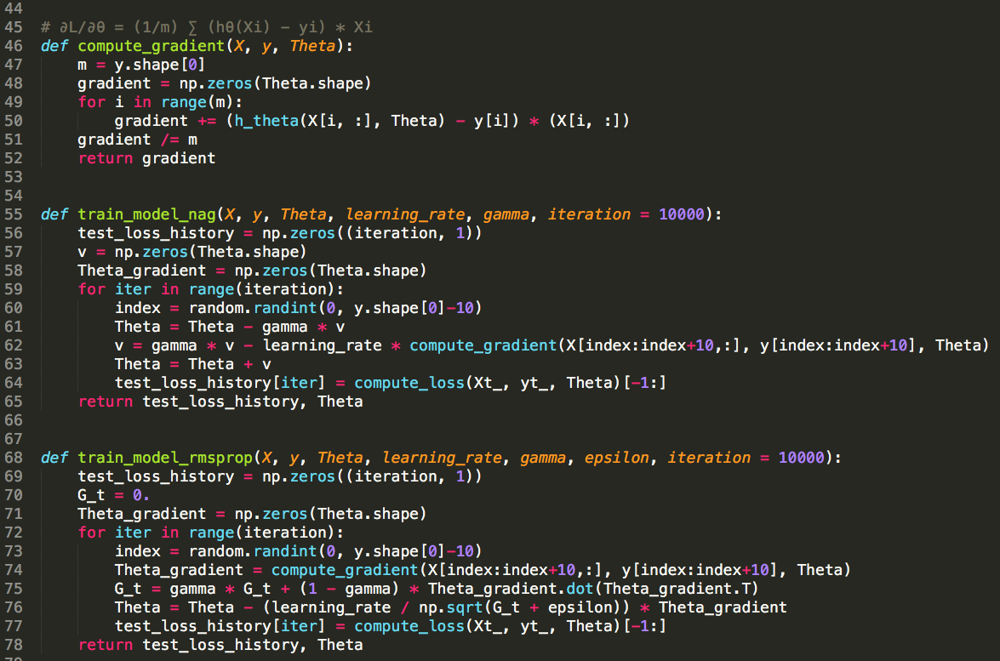 44
45 # ∂L/∂θ = (1/m) ∑ (hθ(Xi) - yi) * Xi
46 def compute_gradient(X, y, Theta):
47     m = y.shape[0]
48     gradient = np.zeros(Theta.shape)
49     for i in range(m):
50         gradient += (h_theta(X[i, :], Theta) - y[i]) * (X[i, :])
51     gradient /= m
52     return gradient
53
54
55 def train_model_nag(X, y, Theta, learning_rate, gamma, iteration = 10000):
56     test_loss_history = np.zeros((iteration, 1))
57     v = np.zeros(Theta.shape)
58     Theta_gradient = np.zeros(Theta.shape)
59     for iter in range(iteration):
60         index = random.randint(0, y.shape[0]-10)
61         Theta = Theta - gamma * v
62         v = gamma * v - learning_rate * compute_gradient(X[index:index+10,:], y[index:index+10], Theta)
63         Theta = Theta + v
64         test_loss_history[iter] = compute_loss(Xt_, yt_, Theta)[-1:]
65     return test_loss_history, Theta
66
67
68 def train_model_rmsprop(X, y, Theta, learning_rate, gamma, epsilon, iteration = 10000):
69     test_loss_history = np.zeros((iteration, 1))
70     G_t = 0.
71     Theta_gradient = np.zeros(Theta.shape)
72     for iter in range(iteration):
73         index = random.randint(0, y.shape[0]-10)
74         Theta_gradient = compute_gradient(X[index:index+10,:], y[index:index+10], Theta)
75         G_t = gamma * G_t + (1 - gamma) * Theta_gradient.dot(Theta_gradient.T)
76         Theta = Theta - (learning_rate / np.sqrt(G_t + epsilon)) * Theta_gradient
77         test_loss_history[iter] = compute_loss(Xt_, yt_, Theta)[-1:]
78     return test_loss_history, Theta